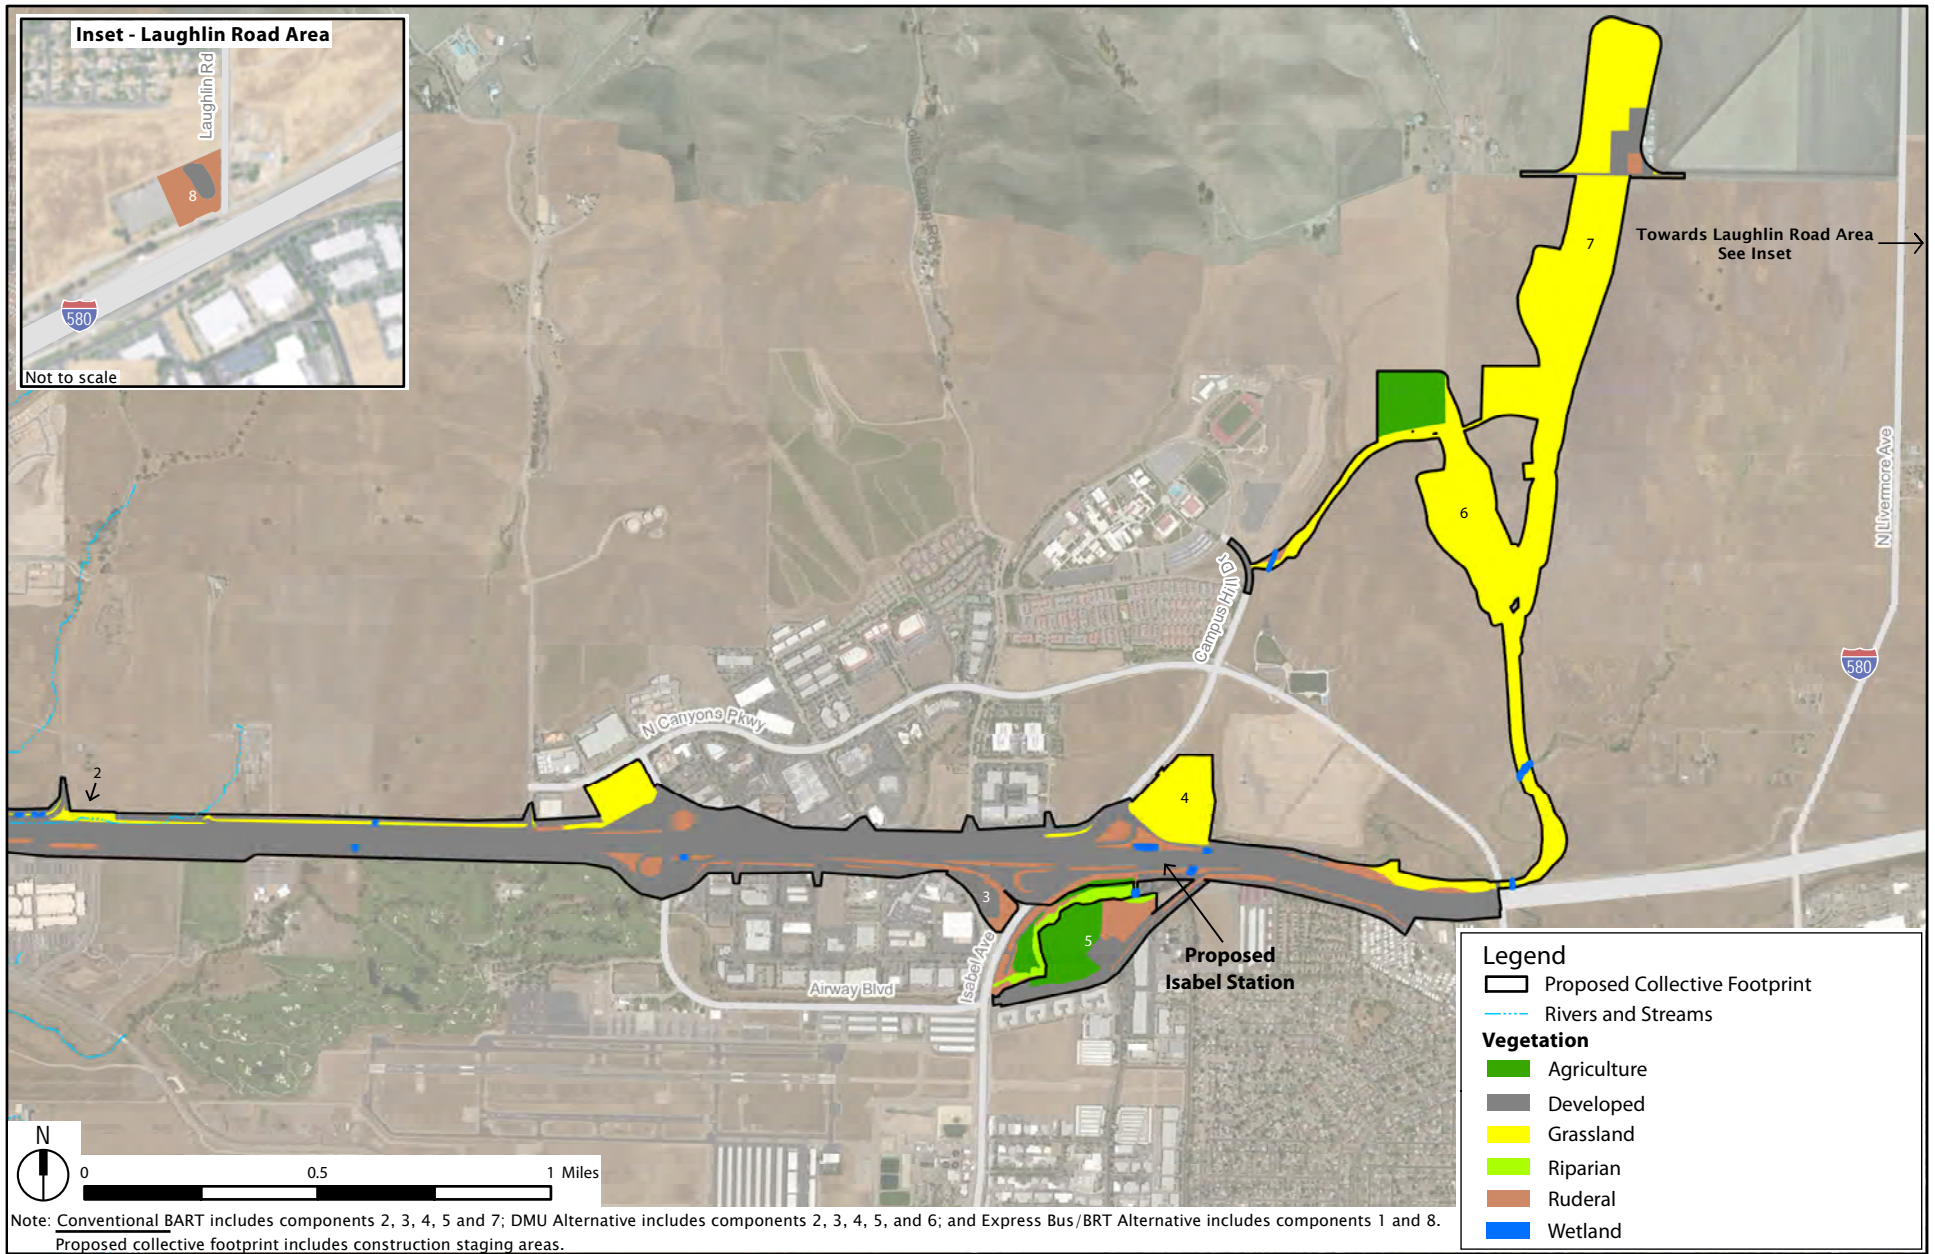 Inset - Laughlin Road Area
Laughlin Rd
8
580
Not to scale
Collier Canyon Rd
7
Towards Laughlin Road Area
See Inset
N Livermore Ave
6
Campus Hill Dr
580
N Canyons Pkwy
2
4
3
5
Proposed
Isabel Station
Isabel Ave
Airway Blvd
Legend
Proposed Collective Footprint
Rivers and Streams
Vegetation
Agriculture
Developed
Grassland
Riparian
Ruderal
Wetland
N
0 0.5 1 Miles
Note: Conventional BART includes components 2, 3, 4, 5 and 7; DMU Alternative includes components 2, 3, 4, 5, and 6; and Express Bus/BRT Alternative includes components 1 and 8.
Proposed collective footprint includes construction staging areas.